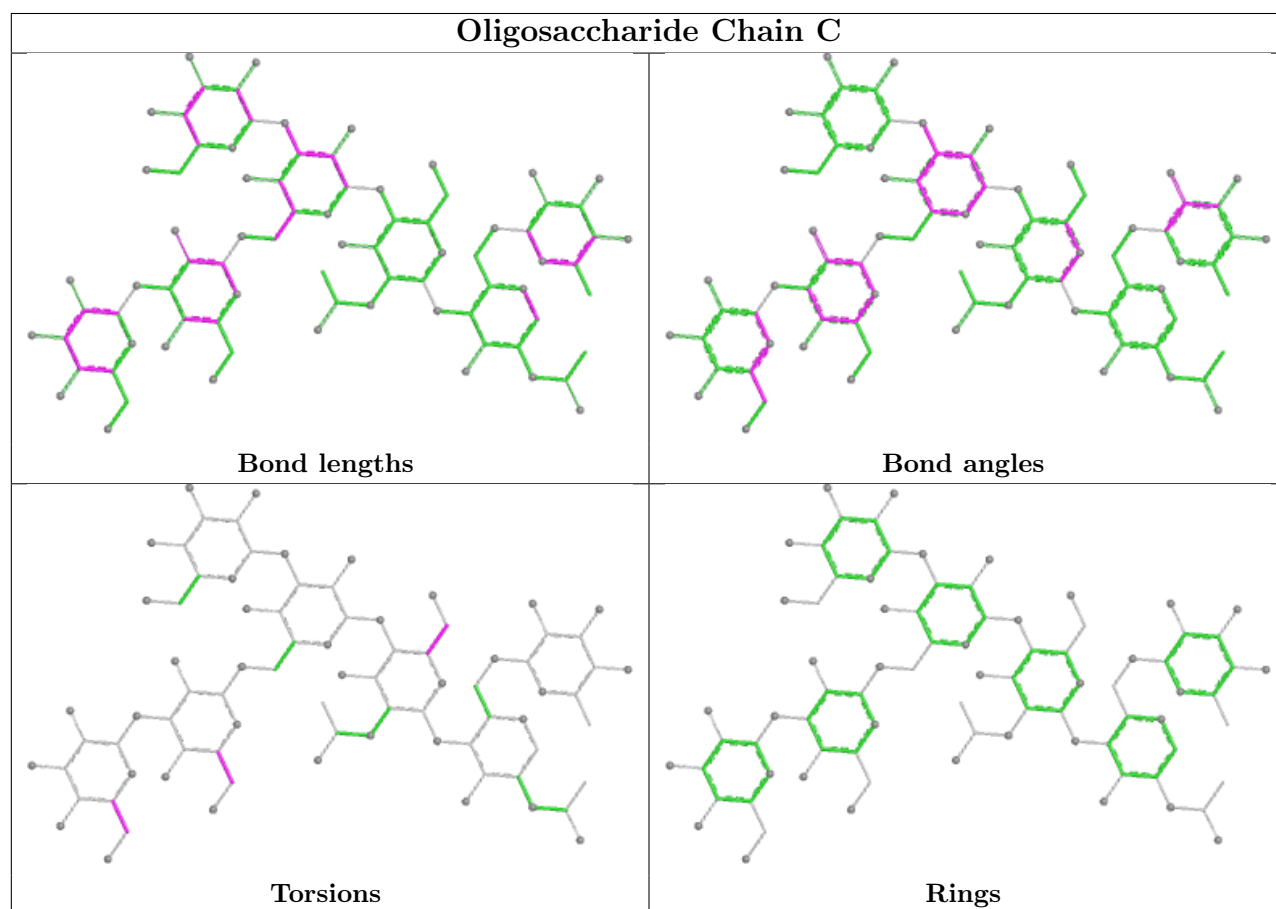 Oligosaccharide Chain C
Bond lengths
Bond angles
Torsions
Rings